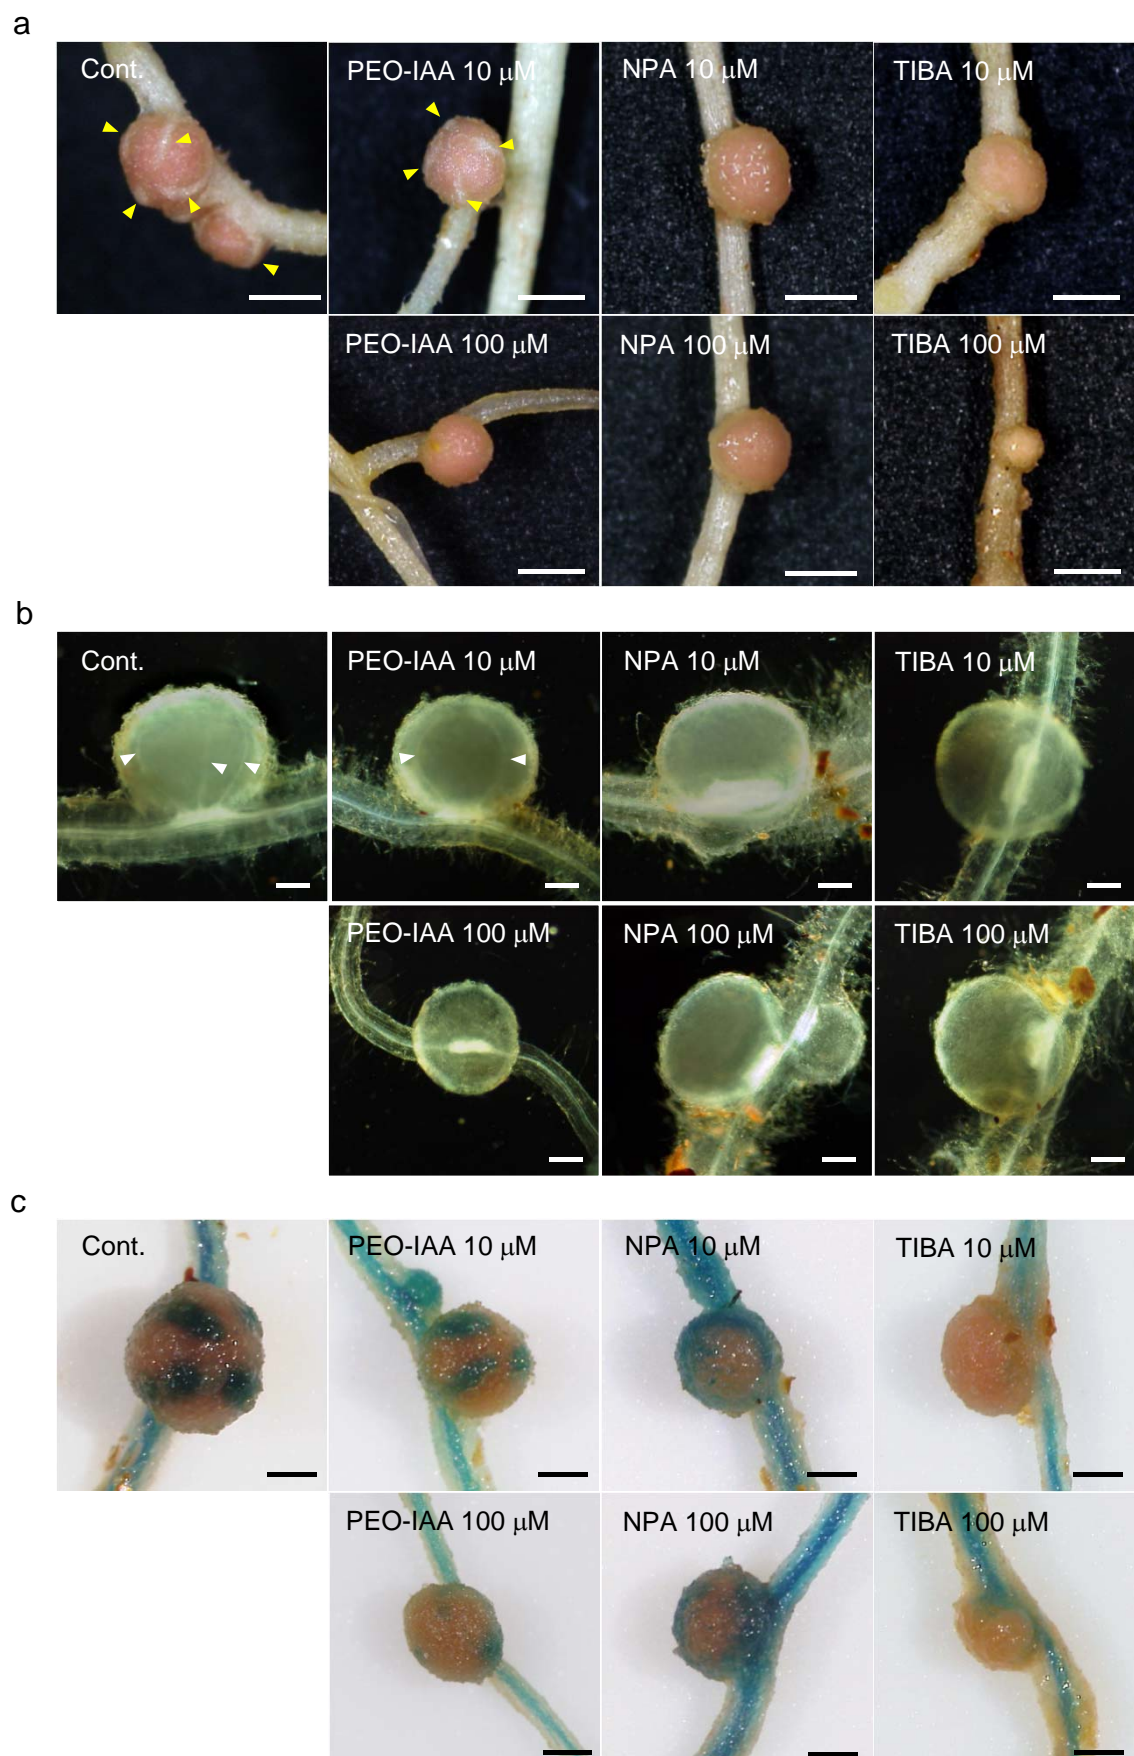 a
Cont.
PEO-IAA 10 μM
NPA 10 μM
TIBA 10 μM
PEO-IAA 100 μM
NPA 100 μM
TIBA 100 μM
b
Cont.
PEO-IAA 10 μM
NPA 10 μM
TIBA 10 μM
PEO-IAA 100 μM
NPA 100 μM
TIBA 100 μM
c
Cont.
PEO-IAA 10 μM
NPA 10 μM
TIBA 10 μM
PEO-IAA 100 μM
NPA 100 μM
TIBA 100 μM